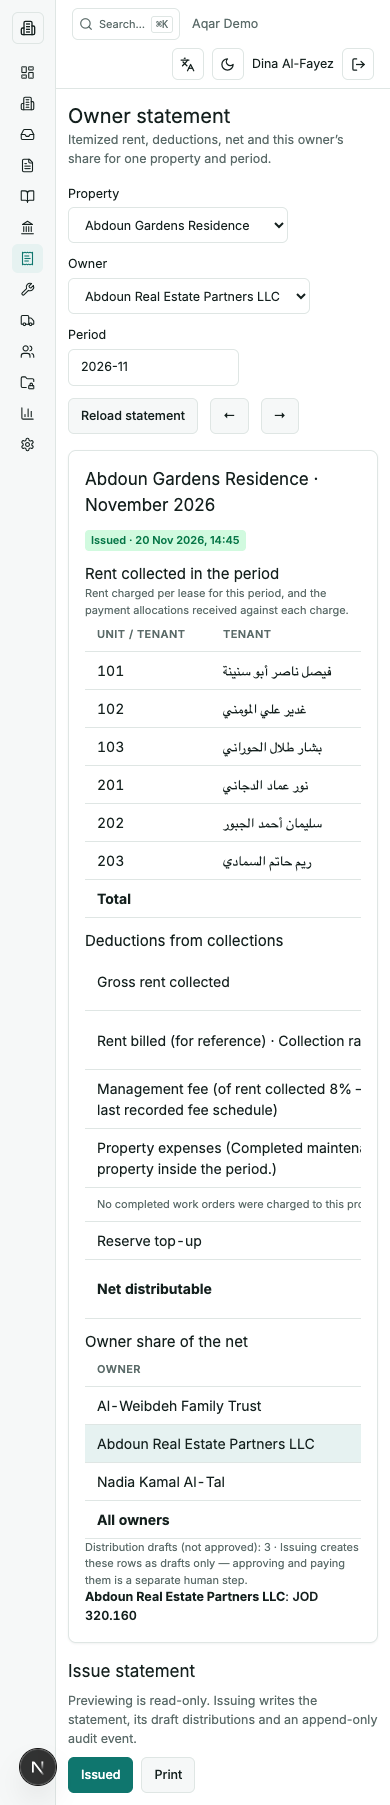 Search... ⌘K Aqar Demo
Dina Al-Fayez
Owner statement
Itemized rent, deductions, net and this owner's
share for one property and period.
Property
Abdoun Gardens Residence
Owner
Abdoun Real Estate Partners LLC
Period
2026-11
Reload statement ← →
Abdoun Gardens Residence ·
November 2026
Issued · 20 Nov 2026, 14:45
Rent collected in the period
Rent charged per lease for this period, and the
payment allocations received against each charge.
UNIT / TENANT TENANT
101 فيصل ناصر أبو سنينة
102 غدير علي المومني
103 بشار طلال الحوراني
201 نور عماد الدجاني
202 سليمان أحمد الجبور
203 ريم حاتم السمادي
Total
Deductions from collections
Gross rent collected
Rent billed (for reference) · Collection ra
Management fee (of rent collected 8% –
last recorded fee schedule)
Property expenses (Completed maintena
property inside the period.)
No completed work orders were charged to this pro
Reserve top-up
Net distributable
Owner share of the net
OWNER
Al-Weibdeh Family Trust
Abdoun Real Estate Partners LLC
Nadia Kamal Al-Tal
All owners
Distribution drafts (not approved): 3 · Issuing creates
these rows as drafts only — approving and paying
them is a separate human step.
Abdoun Real Estate Partners LLC: JOD
320.160
Issue statement
Previewing is read-only. Issuing writes the
statement, its draft distributions and an append-only
audit event.
N Issued Print